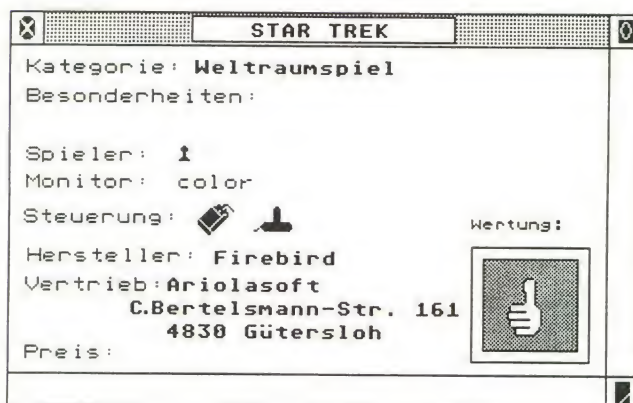 STAR TREK
Kategorie: Weltraumspiel
Besonderheiten:
Spieler: 1
Monitor: color
Steuerung:
Wertung:
Hersteller: Firebird
Vertrieb: Ariolasoft
C.Bertelsmann-Str. 161
4830 Gütersloh
Preis: